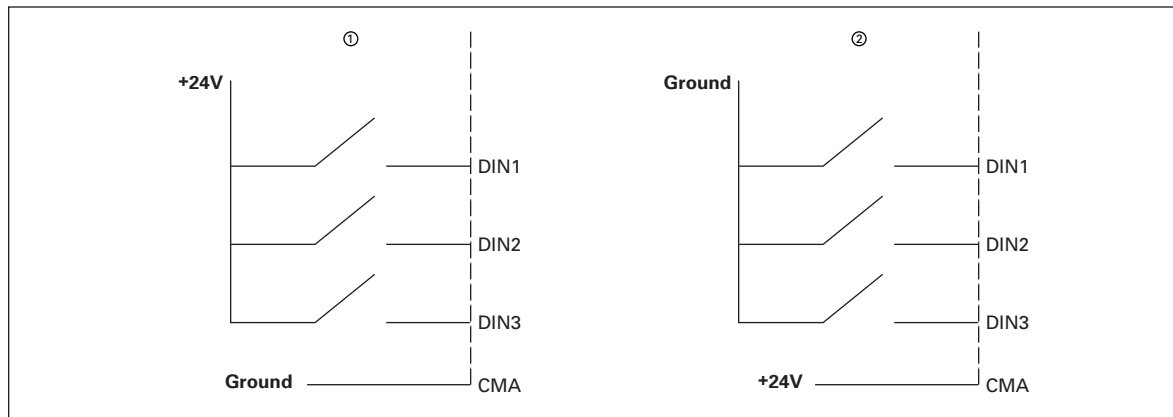 ①
+24V
DIN1
DIN2
DIN3
Ground
CMA
②
Ground
DIN1
DIN2
DIN3
+24V
CMA